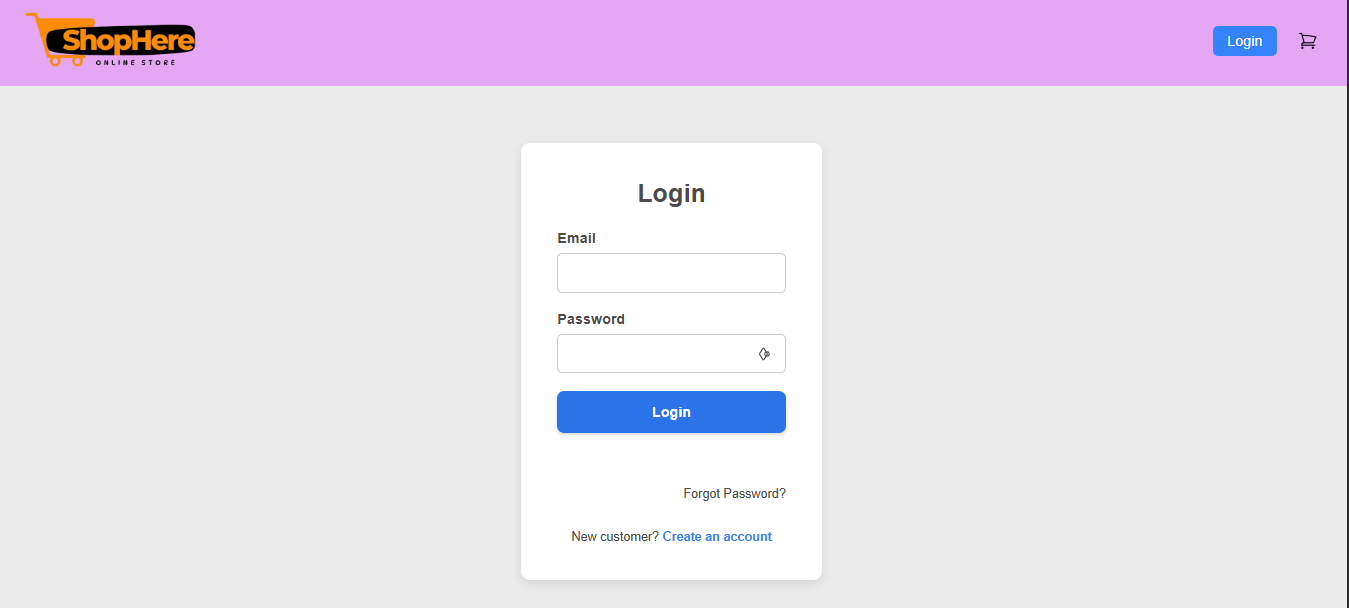 ShopHere
ONLINE STORE
Login
Login
Email
Password
Login
Forgot Password?
New customer? Create an account